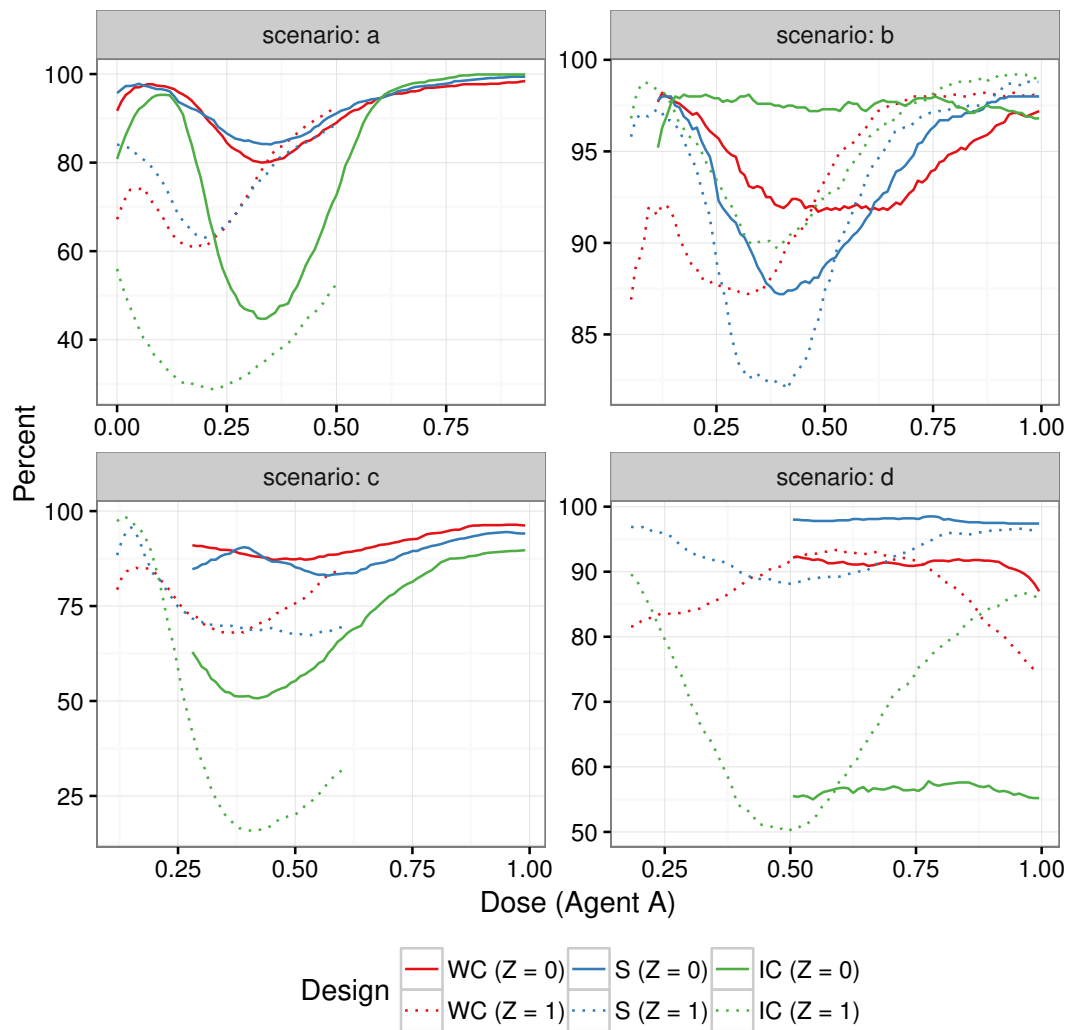 scenario: a
scenario: b
100
80
60
40
0.00 0.25 0.50 0.75
100
95
90
85
0.25 0.50 0.75 1.00
Percent
scenario: c
scenario: d
100
75
50
25
0.25 0.50 0.75 1.00
100
90
80
70
60
50
0.25 0.50 0.75 1.00
Dose (Agent A)
Design
WC (Z = 0) S (Z = 0) IC (Z = 0)
WC (Z = 1) S (Z = 1) IC (Z = 1)